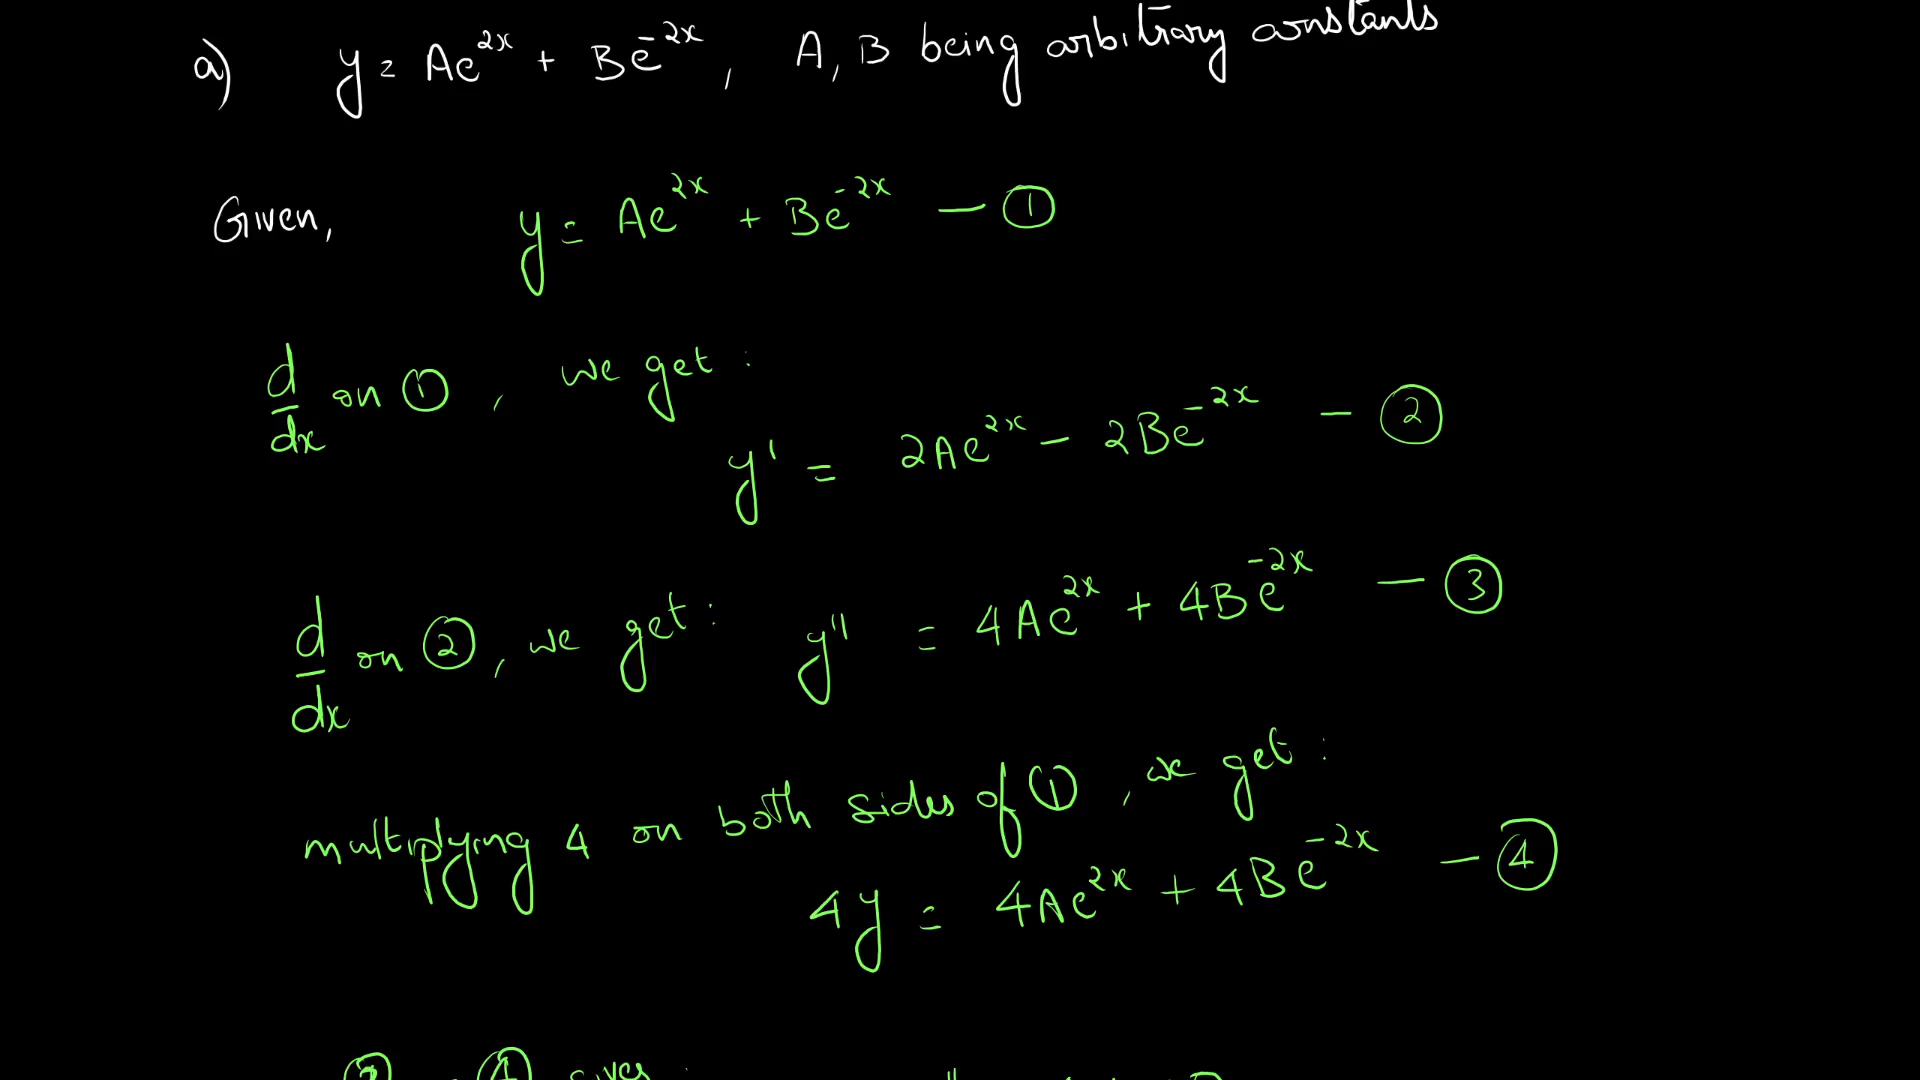 a) y = Ae^{2x} + Be^{-2x}, A, B being arbitrary constants
Given, y = Ae^{2x} + Be^{-2x} — ①
d/dx on ①, we get :
y' = 2Ae^{2x} - 2Be^{-2x} — ②
d/dx on ②, we get : y'' = 4Ae^{2x} + 4Be^{-2x} — ③
multiplying 4 on both sides of ①, we get :
4y = 4Ae^{2x} + 4Be^{-2x} — ④